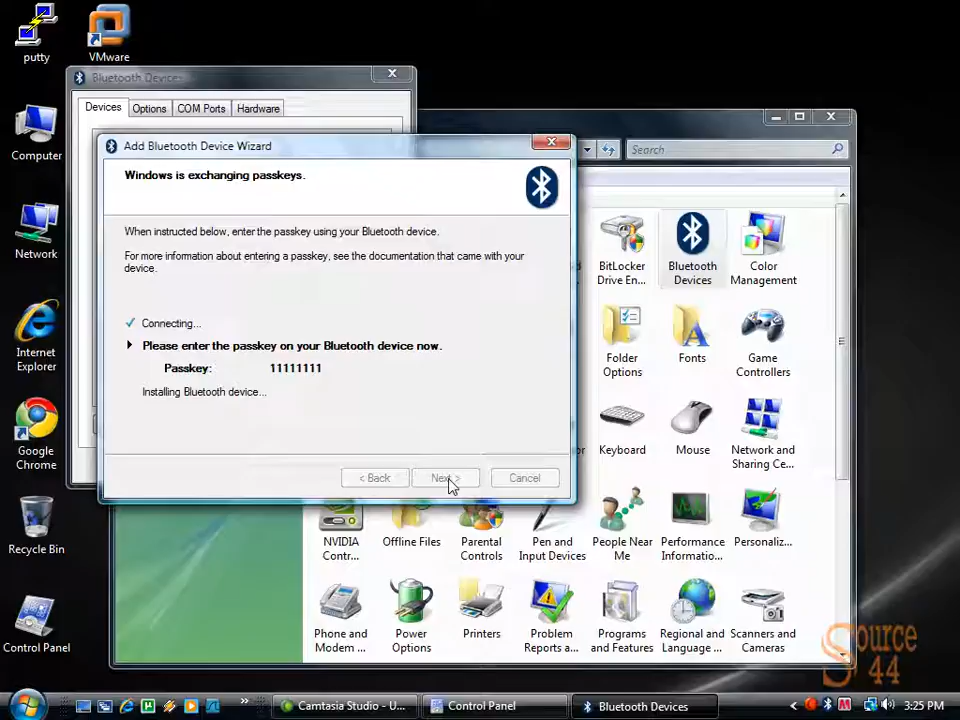 putty
VMware
Computer
Network
Internet
Explorer
Google
Chrome
Recycle Bin
Control Panel
Bluetooth Devices
Devices
Options
COM Ports
Hardware
Add Bluetooth Device Wizard
Windows is exchanging passkeys.
When instructed below, enter the passkey using your Bluetooth device.
For more information about entering a passkey, see the documentation that came with your
device.
Connecting...
Please enter the passkey on your Bluetooth device now.
Passkey: 11111111
Installing Bluetooth device...
< Back
Next >
Cancel
Search
BitLocker
Drive En...
Bluetooth
Devices
Color
Management
Folder
Options
Fonts
Game
Controllers
Keyboard
Mouse
Network and
Sharing Ce...
NVIDIA
Contr...
Offline Files
Parental
Controls
Pen and
Input Devices
People Near
Me
Performance
Informatio...
Personaliz...
Phone and
Modem ...
Power
Options
Printers
Problem
Reports a...
Programs
and Features
Regional and
Language ...
Scanners and
Cameras
Source
44
Camtasia Studio - U...
Control Panel
Bluetooth Devices
3:25 PM